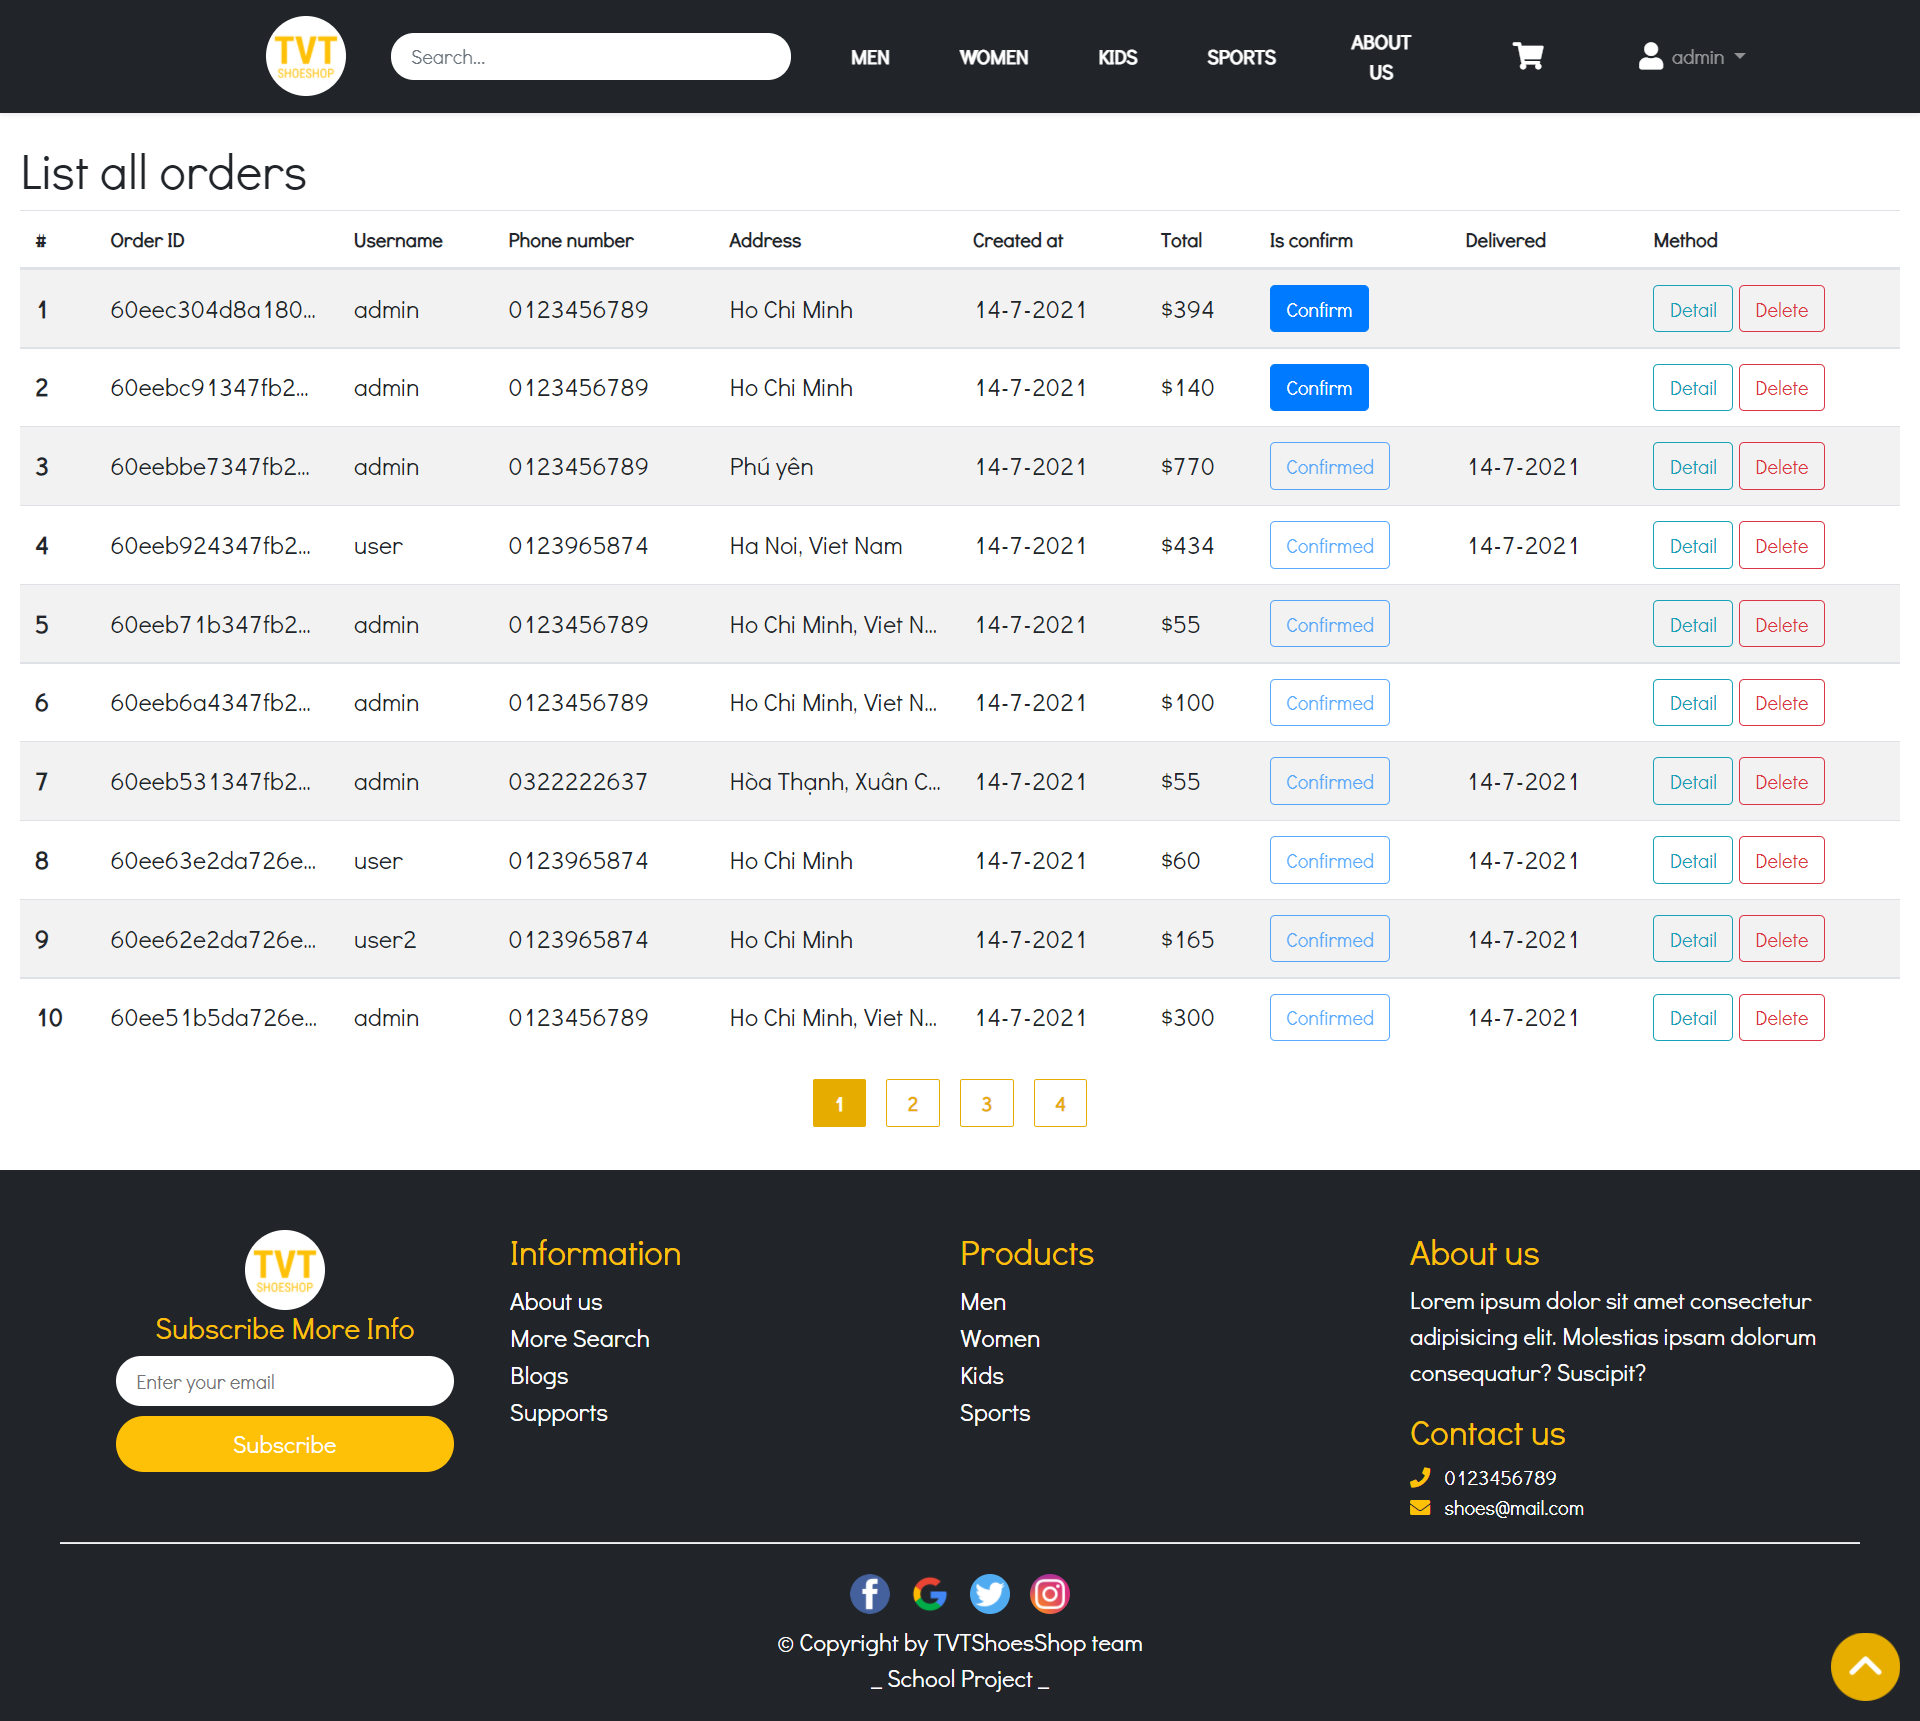 TVT
SHOESHOP
Search...
MEN
WOMEN
KIDS
SPORTS
ABOUT
US
admin
List all orders
# Order ID Username Phone number Address Created at Total Is confirm Delivered Method
1 60eec304d8a180... admin 0123456789 Ho Chi Minh 14-7-2021 $394 Confirm Detail Delete
2 60eebc91347fb2... admin 0123456789 Ho Chi Minh 14-7-2021 $140 Confirm Detail Delete
3 60eebbe7347fb2... admin 0123456789 Phú yên 14-7-2021 $770 Confirmed 14-7-2021 Detail Delete
4 60eeb924347fb2... user 0123965874 Ha Noi, Viet Nam 14-7-2021 $434 Confirmed 14-7-2021 Detail Delete
5 60eeb71b347fb2... admin 0123456789 Ho Chi Minh, Viet N... 14-7-2021 $55 Confirmed Detail Delete
6 60eeb6a4347fb2... admin 0123456789 Ho Chi Minh, Viet N... 14-7-2021 $100 Confirmed Detail Delete
7 60eeb531347fb2... admin 0322222637 Hòa Thạnh, Xuân C... 14-7-2021 $55 Confirmed 14-7-2021 Detail Delete
8 60ee63e2da726e... user 0123965874 Ho Chi Minh 14-7-2021 $60 Confirmed 14-7-2021 Detail Delete
9 60ee62e2da726e... user2 0123965874 Ho Chi Minh 14-7-2021 $165 Confirmed 14-7-2021 Detail Delete
10 60ee51b5da726e... admin 0123456789 Ho Chi Minh, Viet N... 14-7-2021 $300 Confirmed 14-7-2021 Detail Delete
1 2 3 4
TVT
SHOESHOP
Subscribe More Info
Enter your email
Subscribe
Information
About us
More Search
Blogs
Supports
Products
Men
Women
Kids
Sports
About us
Lorem ipsum dolor sit amet consectetur
adipisicing elit. Molestias ipsam dolorum
consequatur? Suscipit?
Contact us
0123456789
shoes@mail.com
© Copyright by TVTShoesShop team
_ School Project _